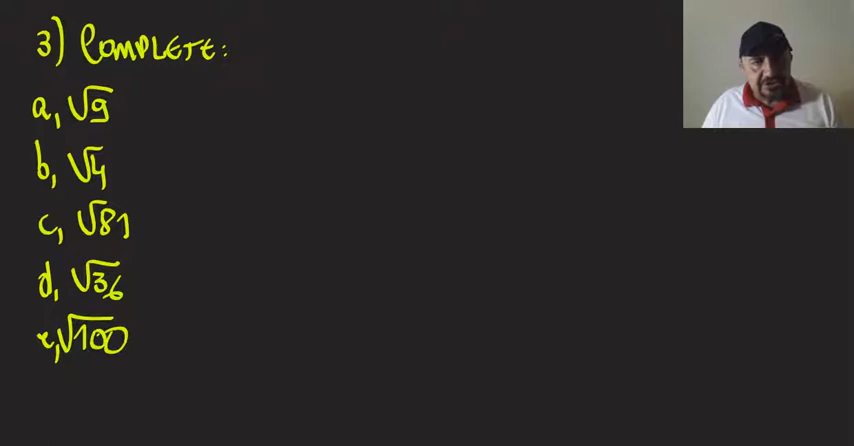 3) COMPLETE:
a, √9
b, √4
c, √81
d, √36
e, √100